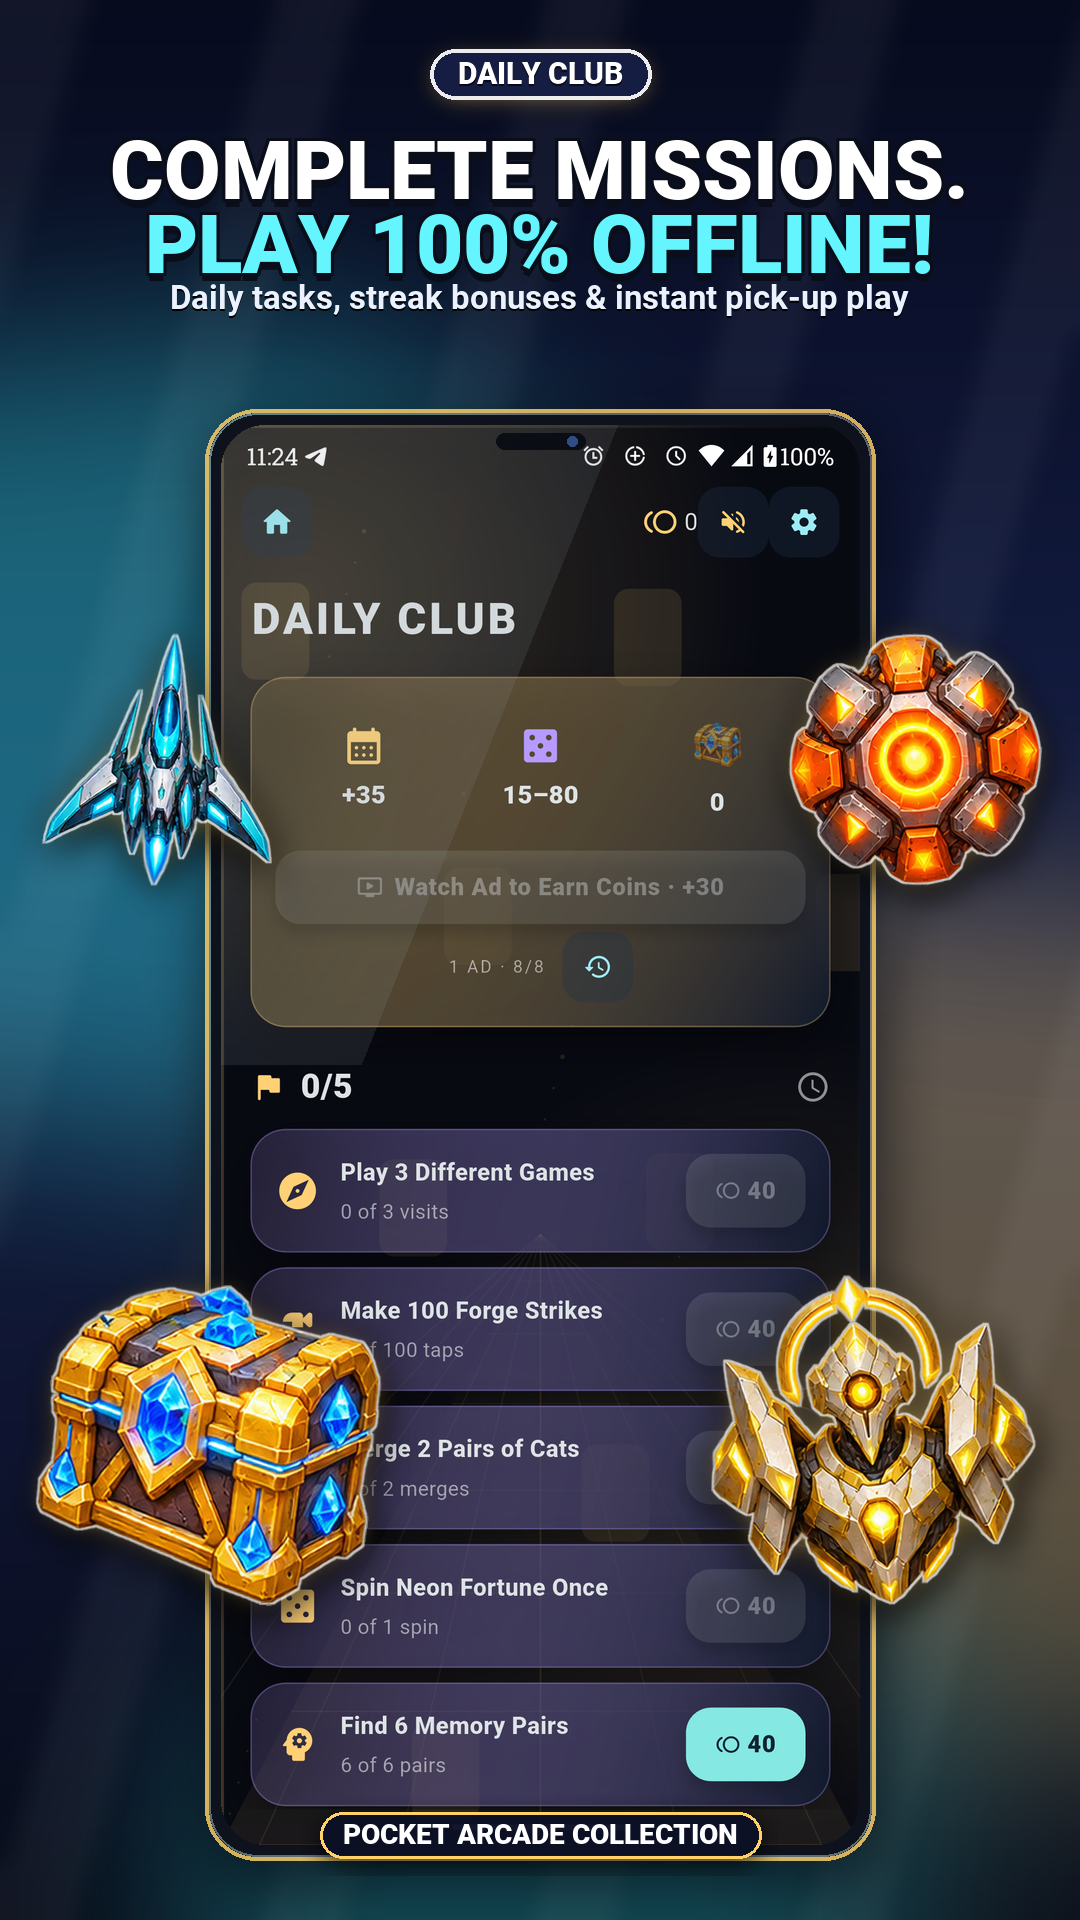 DAILY CLUB
COMPLETE MISSIONS.
PLAY 100% OFFLINE!
Daily tasks, streak bonuses & instant pick-up play
11:24
100%
0
DAILY CLUB
+35
15–80
0
Watch Ad to Earn Coins · +30
1 AD · 8/8
0/5
Play 3 Different Games
0 of 3 visits
40
Make 100 Forge Strikes
100 taps
40
2 Pairs of Cats
of 2 merges
Spin Neon Fortune Once
0 of 1 spin
40
Find 6 Memory Pairs
6 of 6 pairs
40
POCKET ARCADE COLLECTION